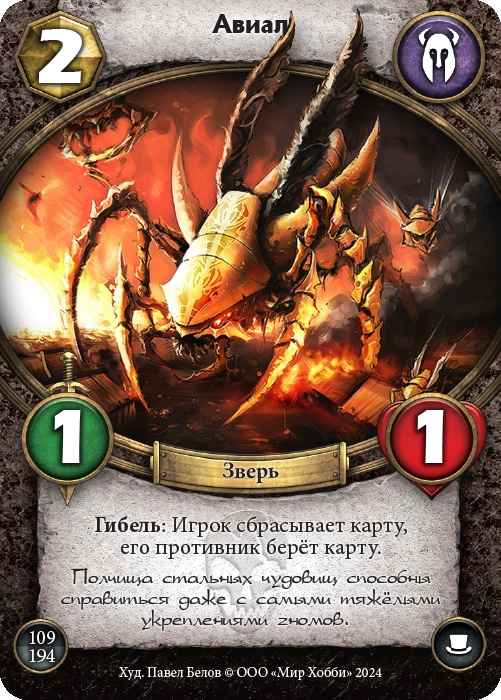 Авиал
2
1
1
Зверь
Гибель: Игрок сбрасывает карту,
его противник берёт карту.
Полчища стальных чудовищ способны
справиться даже с самыми тяжёлыми
укреплениями гномов.
109
194
Худ. Павел Белов © ООО «Мир Хобби» 2024